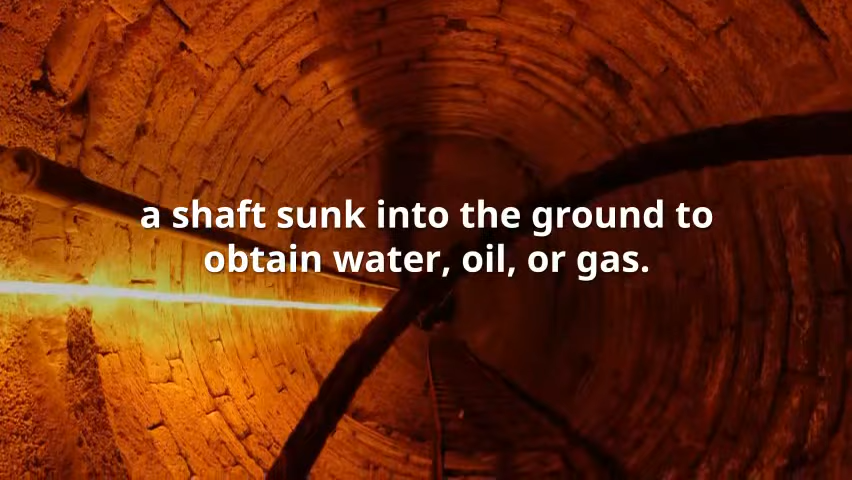 a shaft sunk into the ground to
obtain water, oil, or gas.